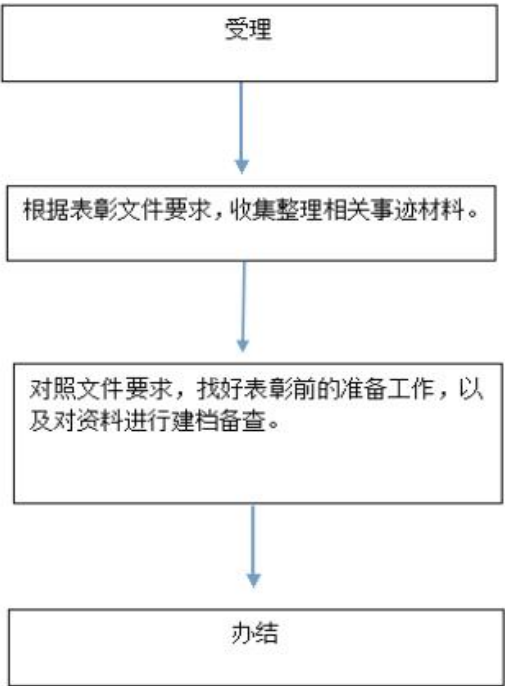 受理
根据表彰文件要求，收集整理相关事迹材料。
对照文件要求，找好表彰前的准备工作，以
及对资料进行建档备查。
办结